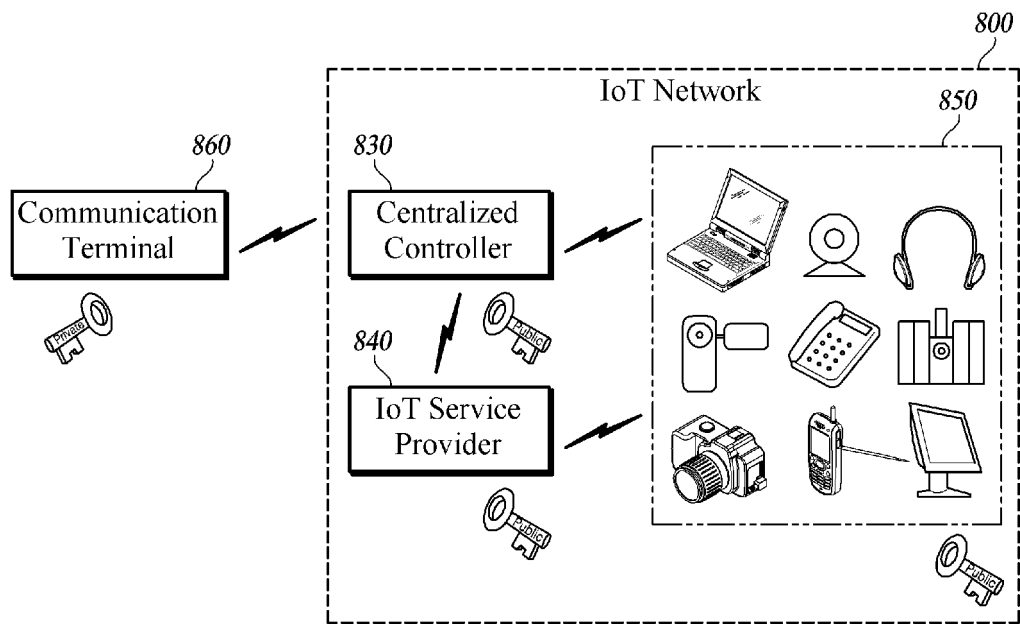 800
IoT Network
850
860
830
Communication
Terminal
Centralized
Controller
Private
Public
840
IoT Service
Provider
Public
Public